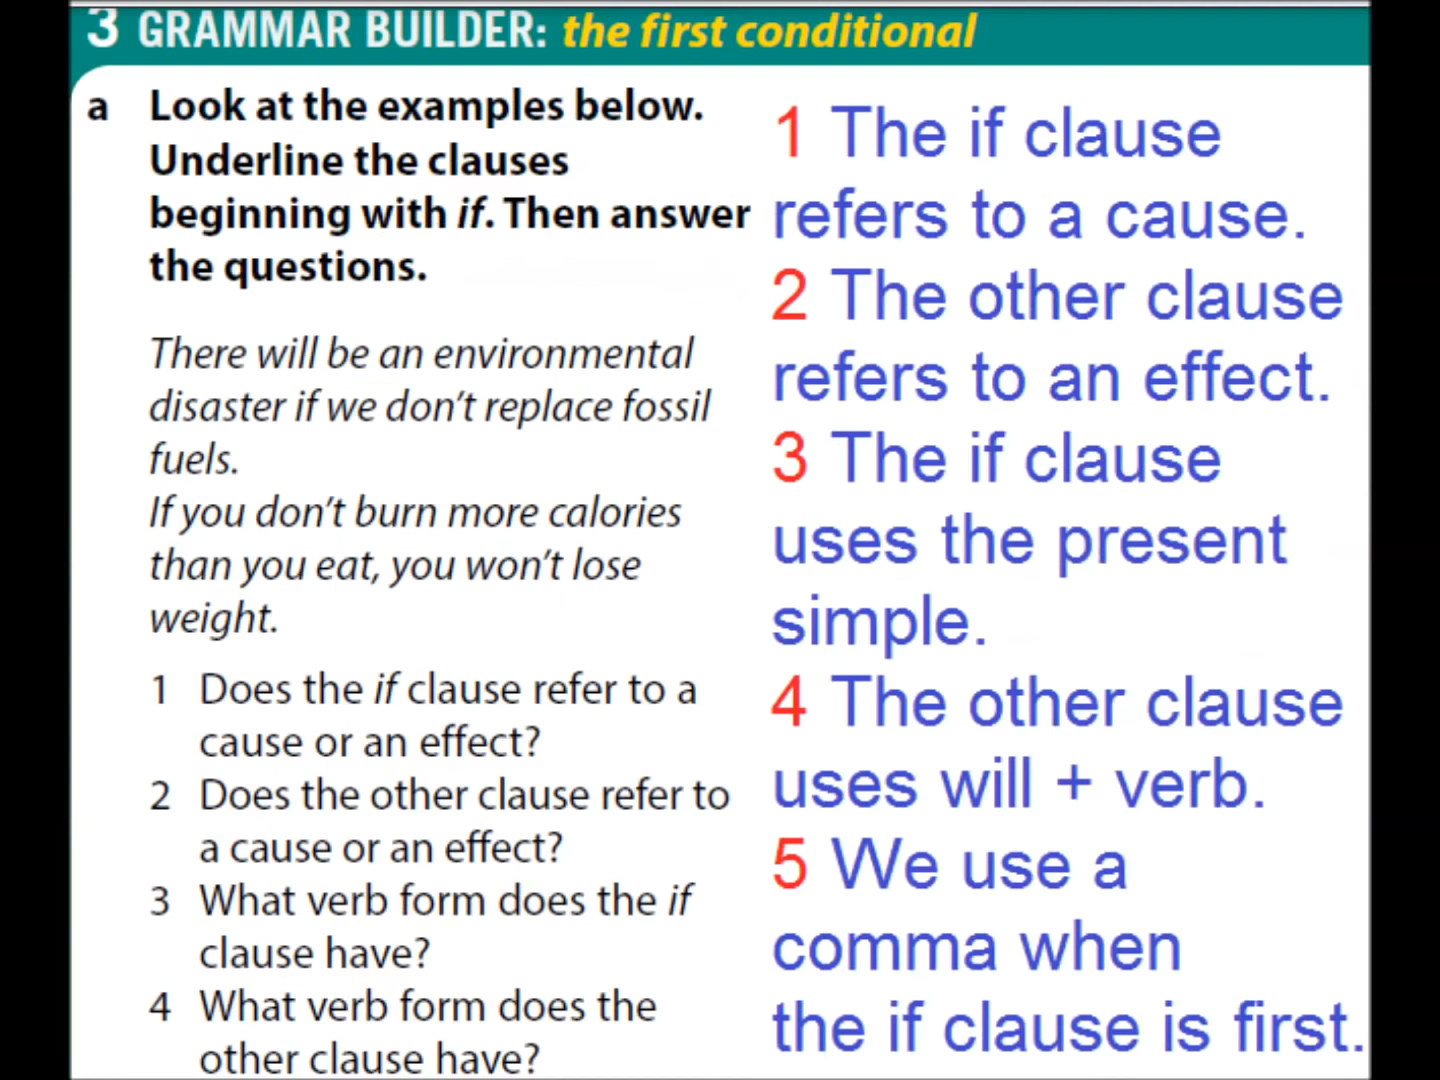 3 GRAMMAR BUILDER: the first conditional
a Look at the examples below.
Underline the clauses
beginning with if. Then answer
the questions.
There will be an environmental
disaster if we don't replace fossil
fuels.
If you don't burn more calories
than you eat, you won't lose
weight.
1 Does the if clause refer to a
cause or an effect?
2 Does the other clause refer to
a cause or an effect?
3 What verb form does the if
clause have?
4 What verb form does the
other clause have?
1 The if clause
refers to a cause.
2 The other clause
refers to an effect.
3 The if clause
uses the present
simple.
4 The other clause
uses will + verb.
5 We use a
comma when
the if clause is first.